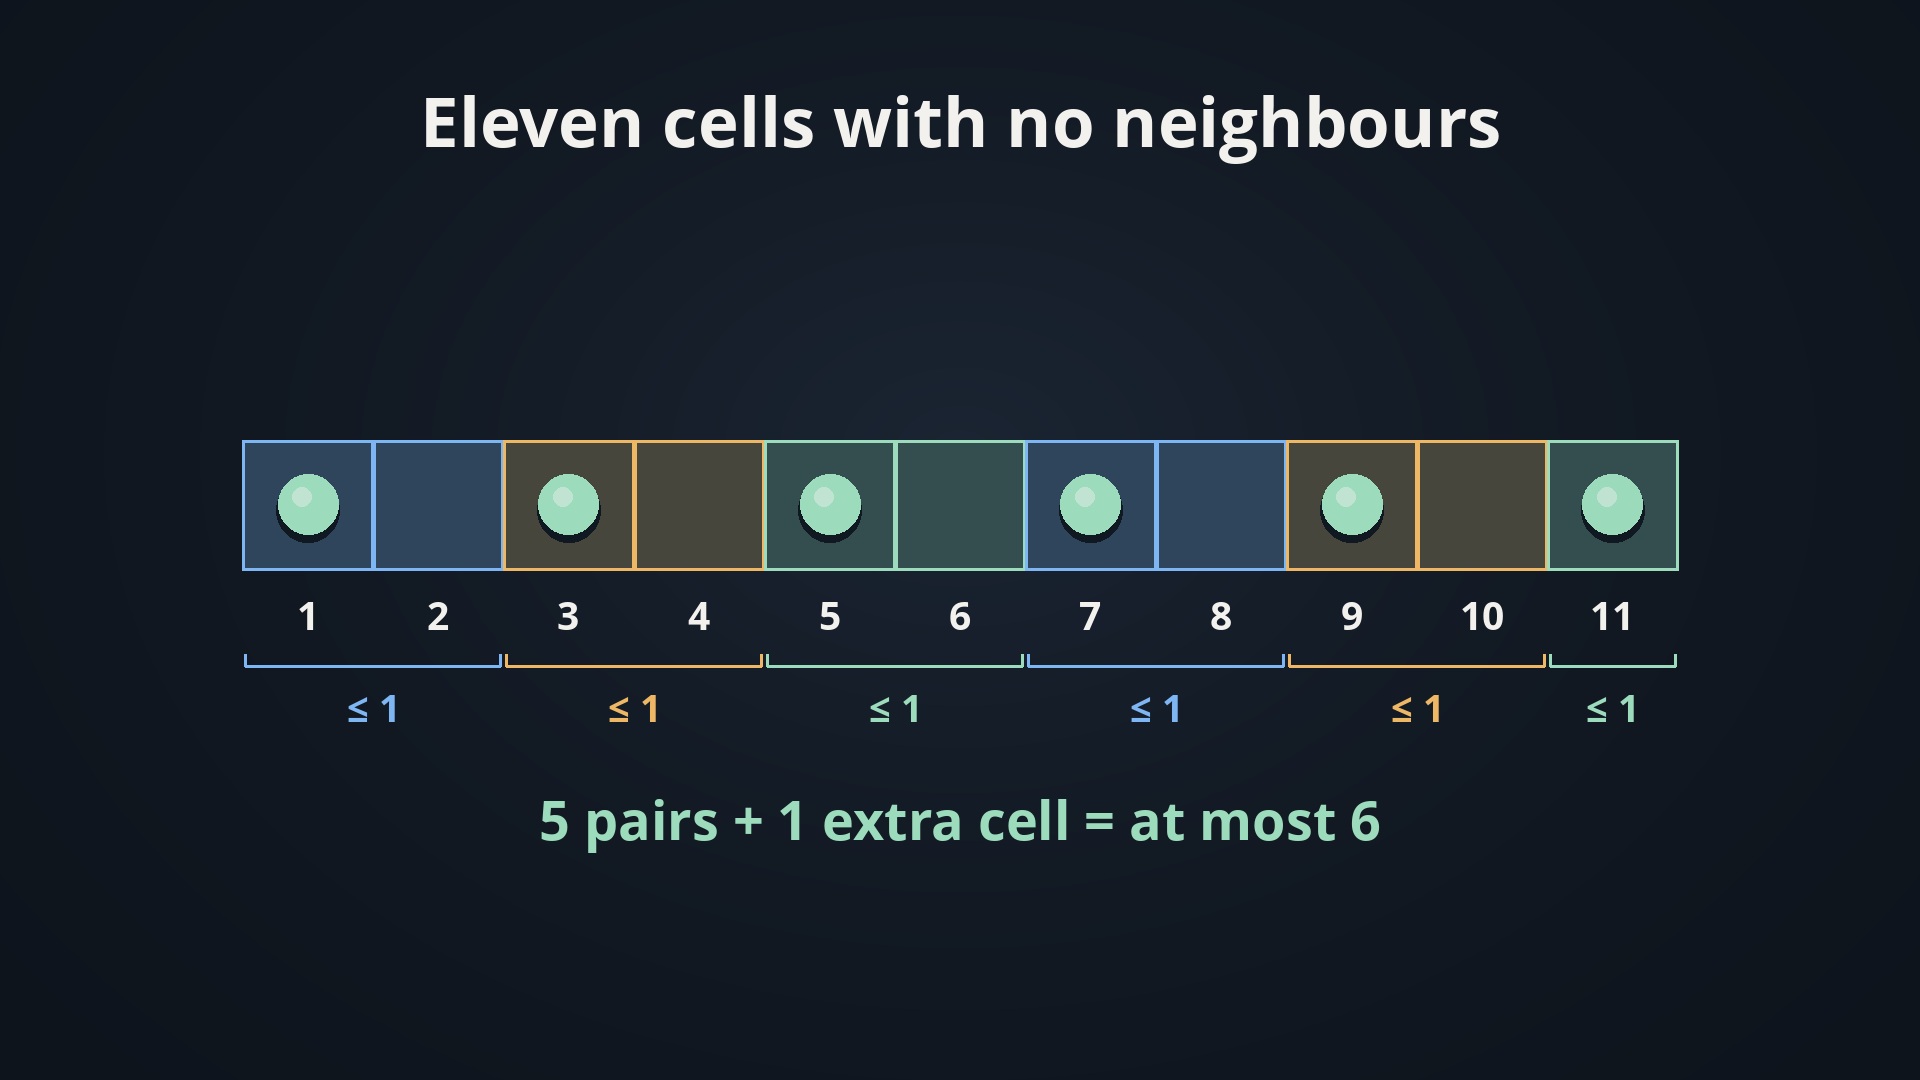 Eleven cells with no neighbours
1 2 3 4 5 6 7 8 9 10 11
≤ 1 ≤ 1 ≤ 1 ≤ 1 ≤ 1 ≤ 1
5 pairs + 1 extra cell = at most 6